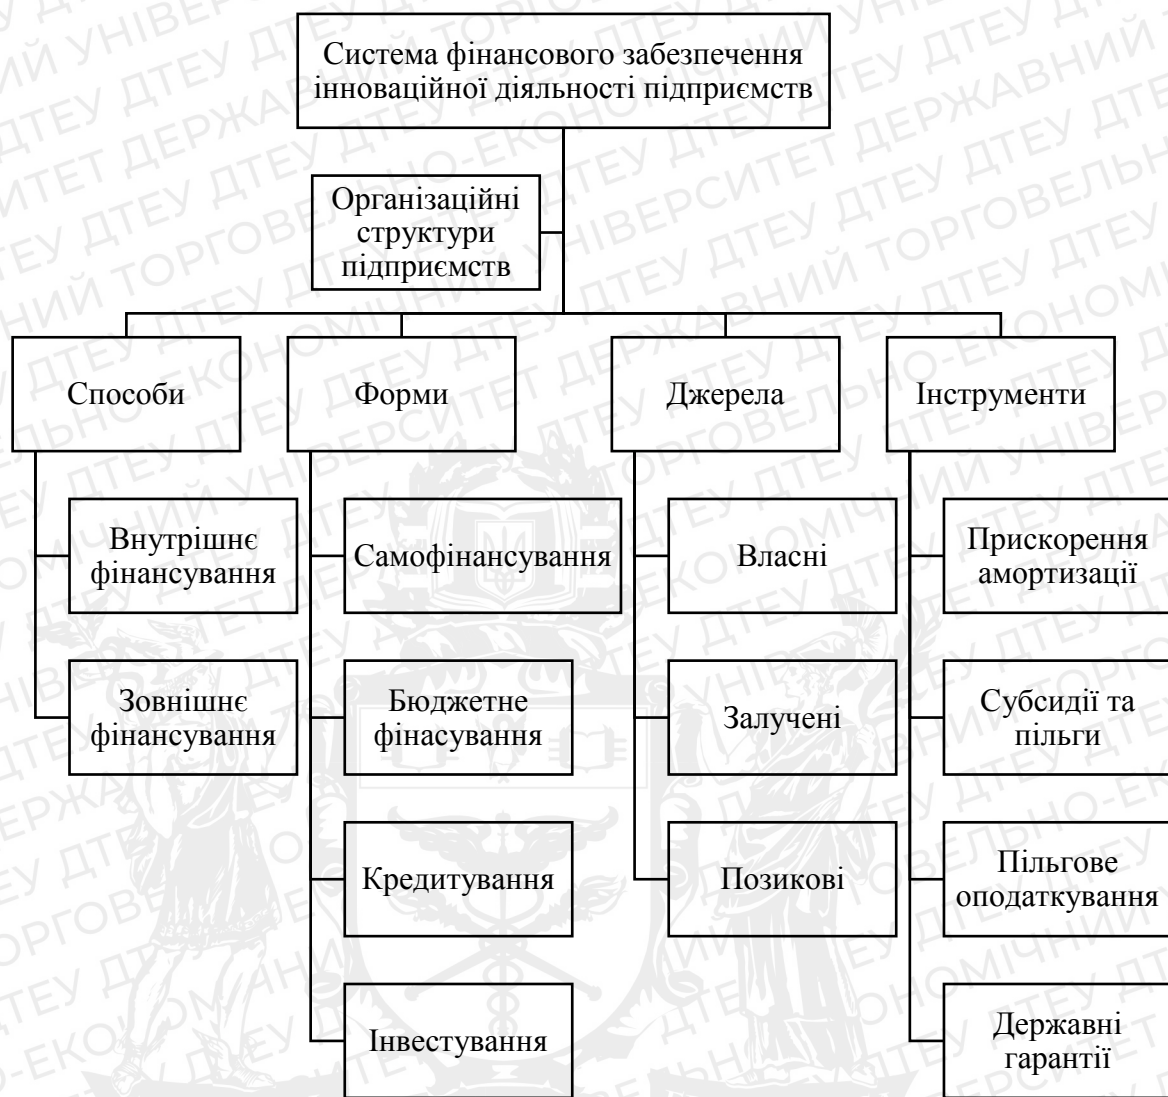 Система фінансового забезпечення
інноваційної діяльності підприємств
Організаційні
структури
підприємств
Способи
Форми
Джерела
Інструменти
Внутрішнє
фінансування
Самофінансування
Власні
Прискорення
амортизації
Зовнішнє
фінансування
Бюджетне
фінасування
Залучені
Субсидії та
пільги
Кредитування
Позикові
Пільгове
оподаткування
Інвестування
Державні
гарантії